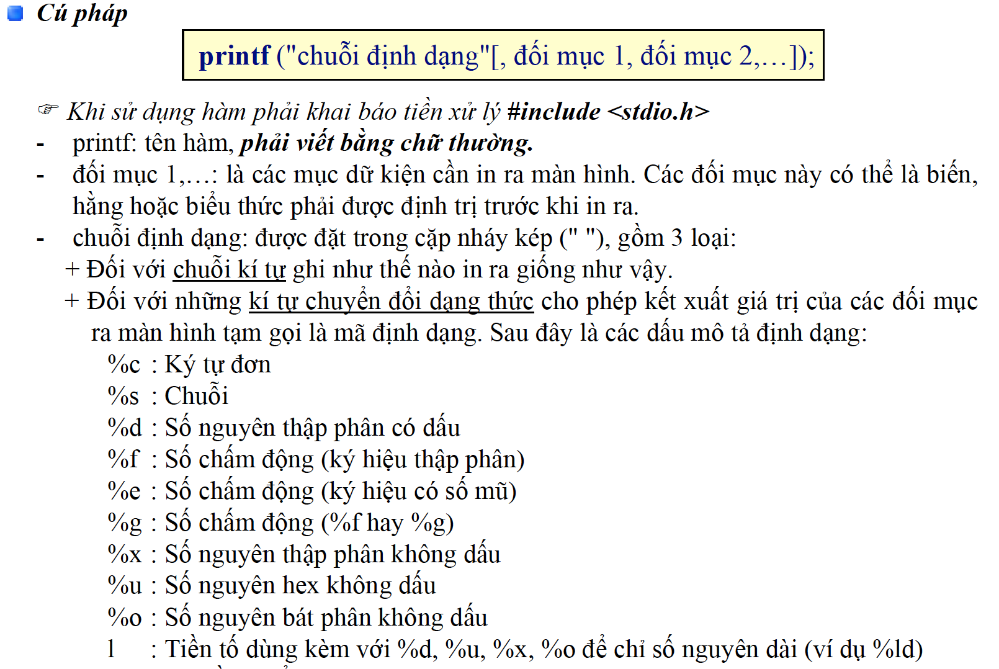 Cú pháp
printf ("chuỗi định dạng"[, đối mục 1, đối mục 2,…]);
☞ Khi sử dụng hàm phải khai báo tiền xử lý #include <stdio.h>
- printf: tên hàm, phải viết bằng chữ thường.
- đối mục 1,…: là các mục dữ kiện cần in ra màn hình. Các đối mục này có thể là biến,
hằng hoặc biểu thức phải được định trị trước khi in ra.
- chuỗi định dạng: được đặt trong cặp nháy kép (" "), gồm 3 loại:
+ Đối với chuỗi kí tự ghi như thế nào in ra giống như vậy.
+ Đối với những kí tự chuyển đổi dạng thức cho phép kết xuất giá trị của các đối mục
ra màn hình tạm gọi là mã định dạng. Sau đây là các dấu mô tả định dạng:
%c : Ký tự đơn
%s : Chuỗi
%d : Số nguyên thập phân có dấu
%f : Số chấm động (ký hiệu thập phân)
%e : Số chấm động (ký hiệu có số mũ)
%g : Số chấm động (%f hay %g)
%x : Số nguyên thập phân không dấu
%u : Số nguyên hex không dấu
%o : Số nguyên bát phân không dấu
l : Tiền tố dùng kèm với %d, %u, %x, %o để chỉ số nguyên dài (ví dụ %ld)